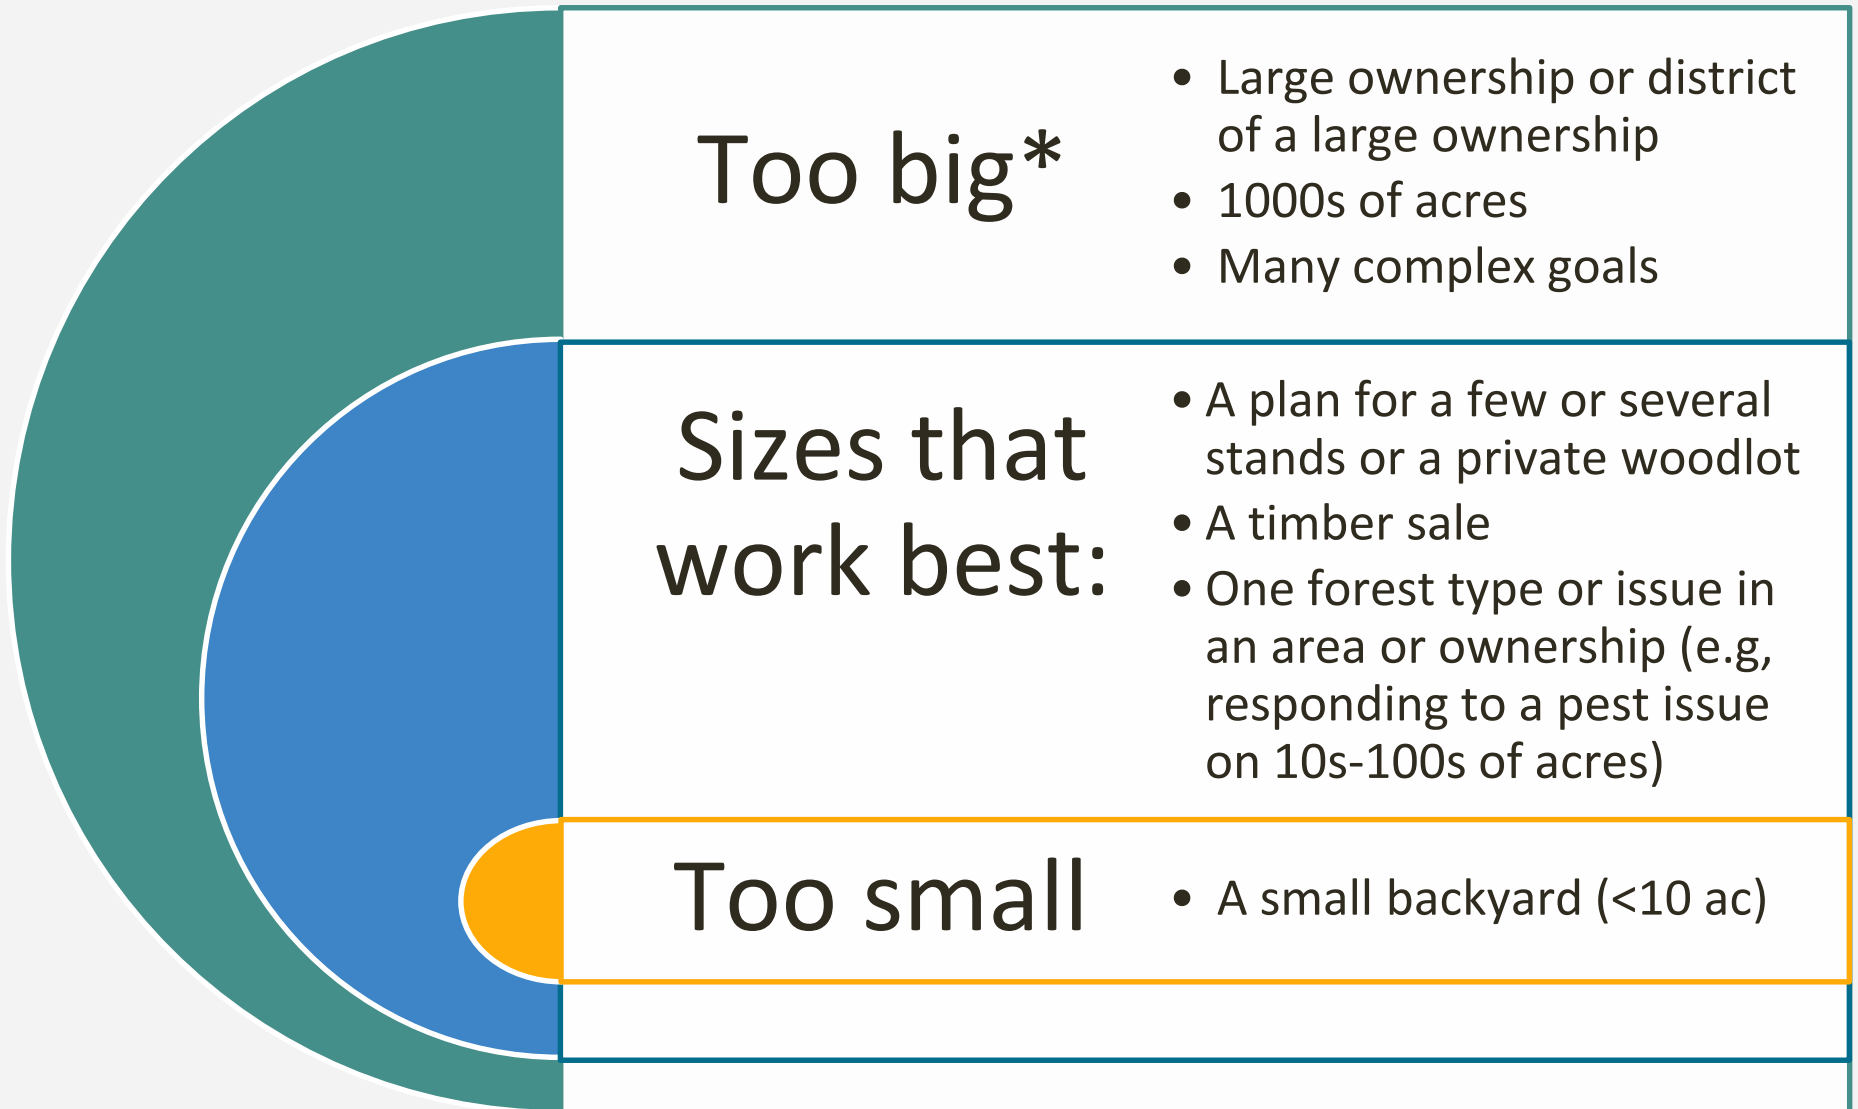 Too big*
• Large ownership or district
of a large ownership
• 1000s of acres
• Many complex goals
Sizes that
work best:
• A plan for a few or several
stands or a private woodlot
• A timber sale
• One forest type or issue in
an area or ownership (e.g,
responding to a pest issue
on 10s-100s of acres)
Too small
• A small backyard (<10 ac)